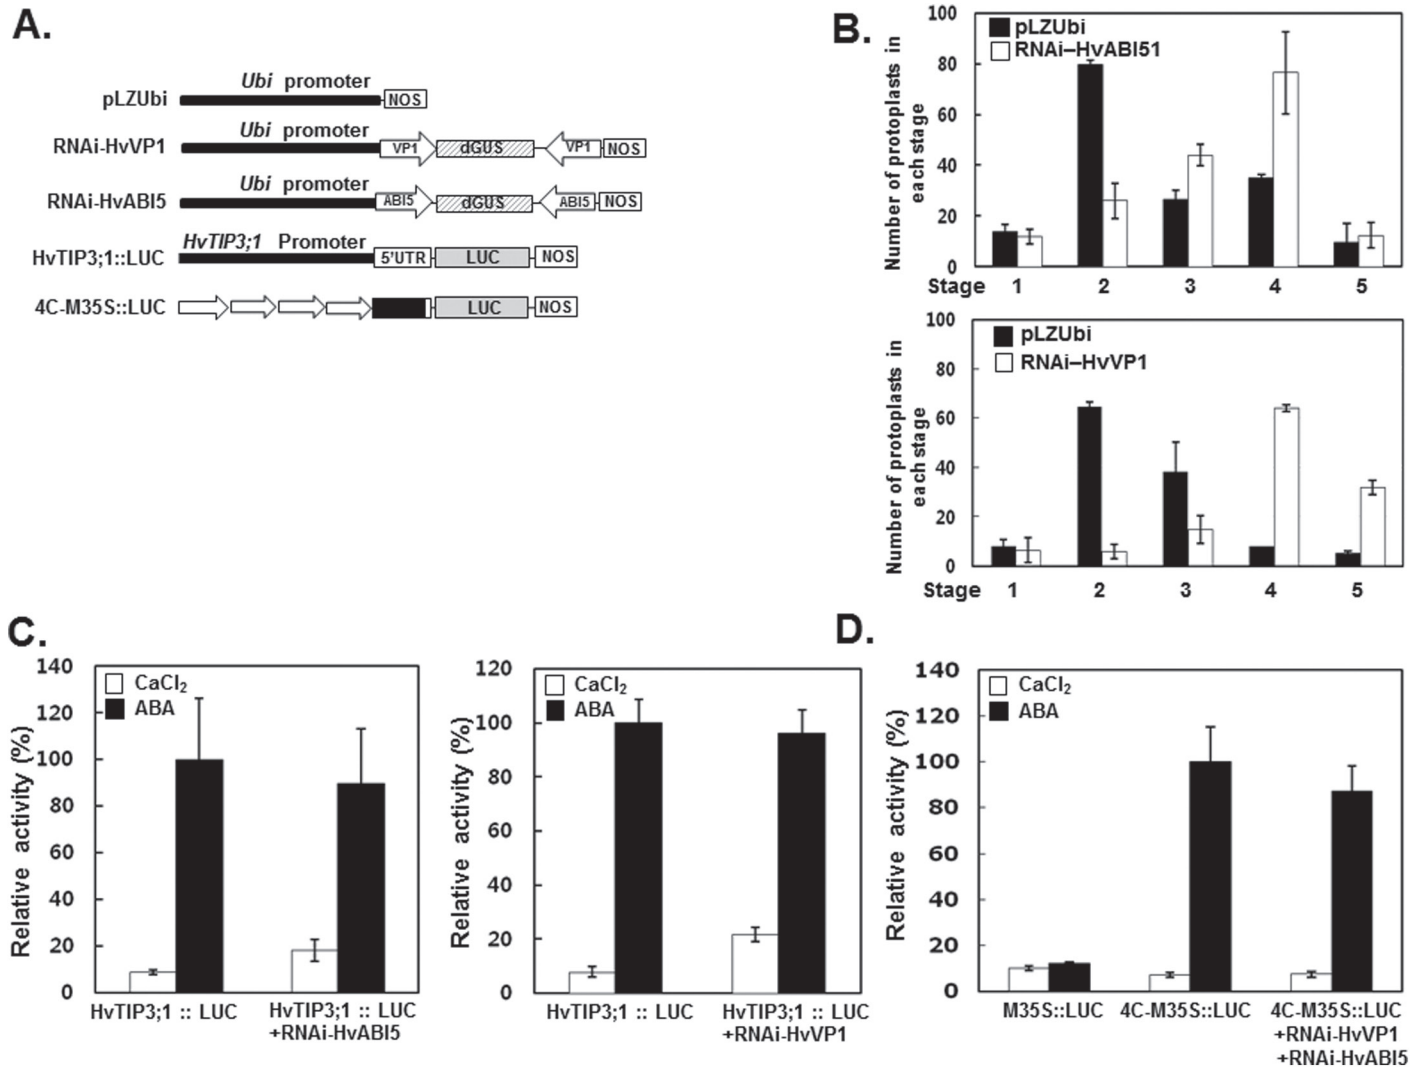 A.
Ubi promoter
pLZUbi NOS
Ubi promoter
RNAi-HvVP1 VP1 dGUS VP1 NOS
Ubi promoter
RNAi-HvABI5 ABI5 dGUS ABI5 NOS
HvTIP3;1 Promoter
HvTIP3;1::LUC 5'UTR LUC NOS
4C-M35S::LUC LUC NOS
B.
Number of protoplasts in
each stage
100
80
60
40
20
0
pLZUbi
RNAi–HvABI51
Stage 1 2 3 4 5
Number of protoplasts in
each stage
100
80
60
40
20
0
pLZUbi
RNAi–HvVP1
Stage 1 2 3 4 5
C.
Relative activity (%)
140
120
100
80
60
40
20
0
CaCl₂
ABA
HvTIP3;1 :: LUC
HvTIP3;1 :: LUC
+RNAi-HvABI5
Relative activity (%)
120
100
80
60
40
20
0
CaCl₂
ABA
HvTIP3;1 :: LUC
HvTIP3;1 :: LUC
+RNAi-HvVP1
D.
Relative activity (%)
140
120
100
80
60
40
20
0
CaCl₂
ABA
M35S::LUC
4C-M35S::LUC
4C-M35S::LUC
+RNAi-HvVP1
+RNAi-HvABI5